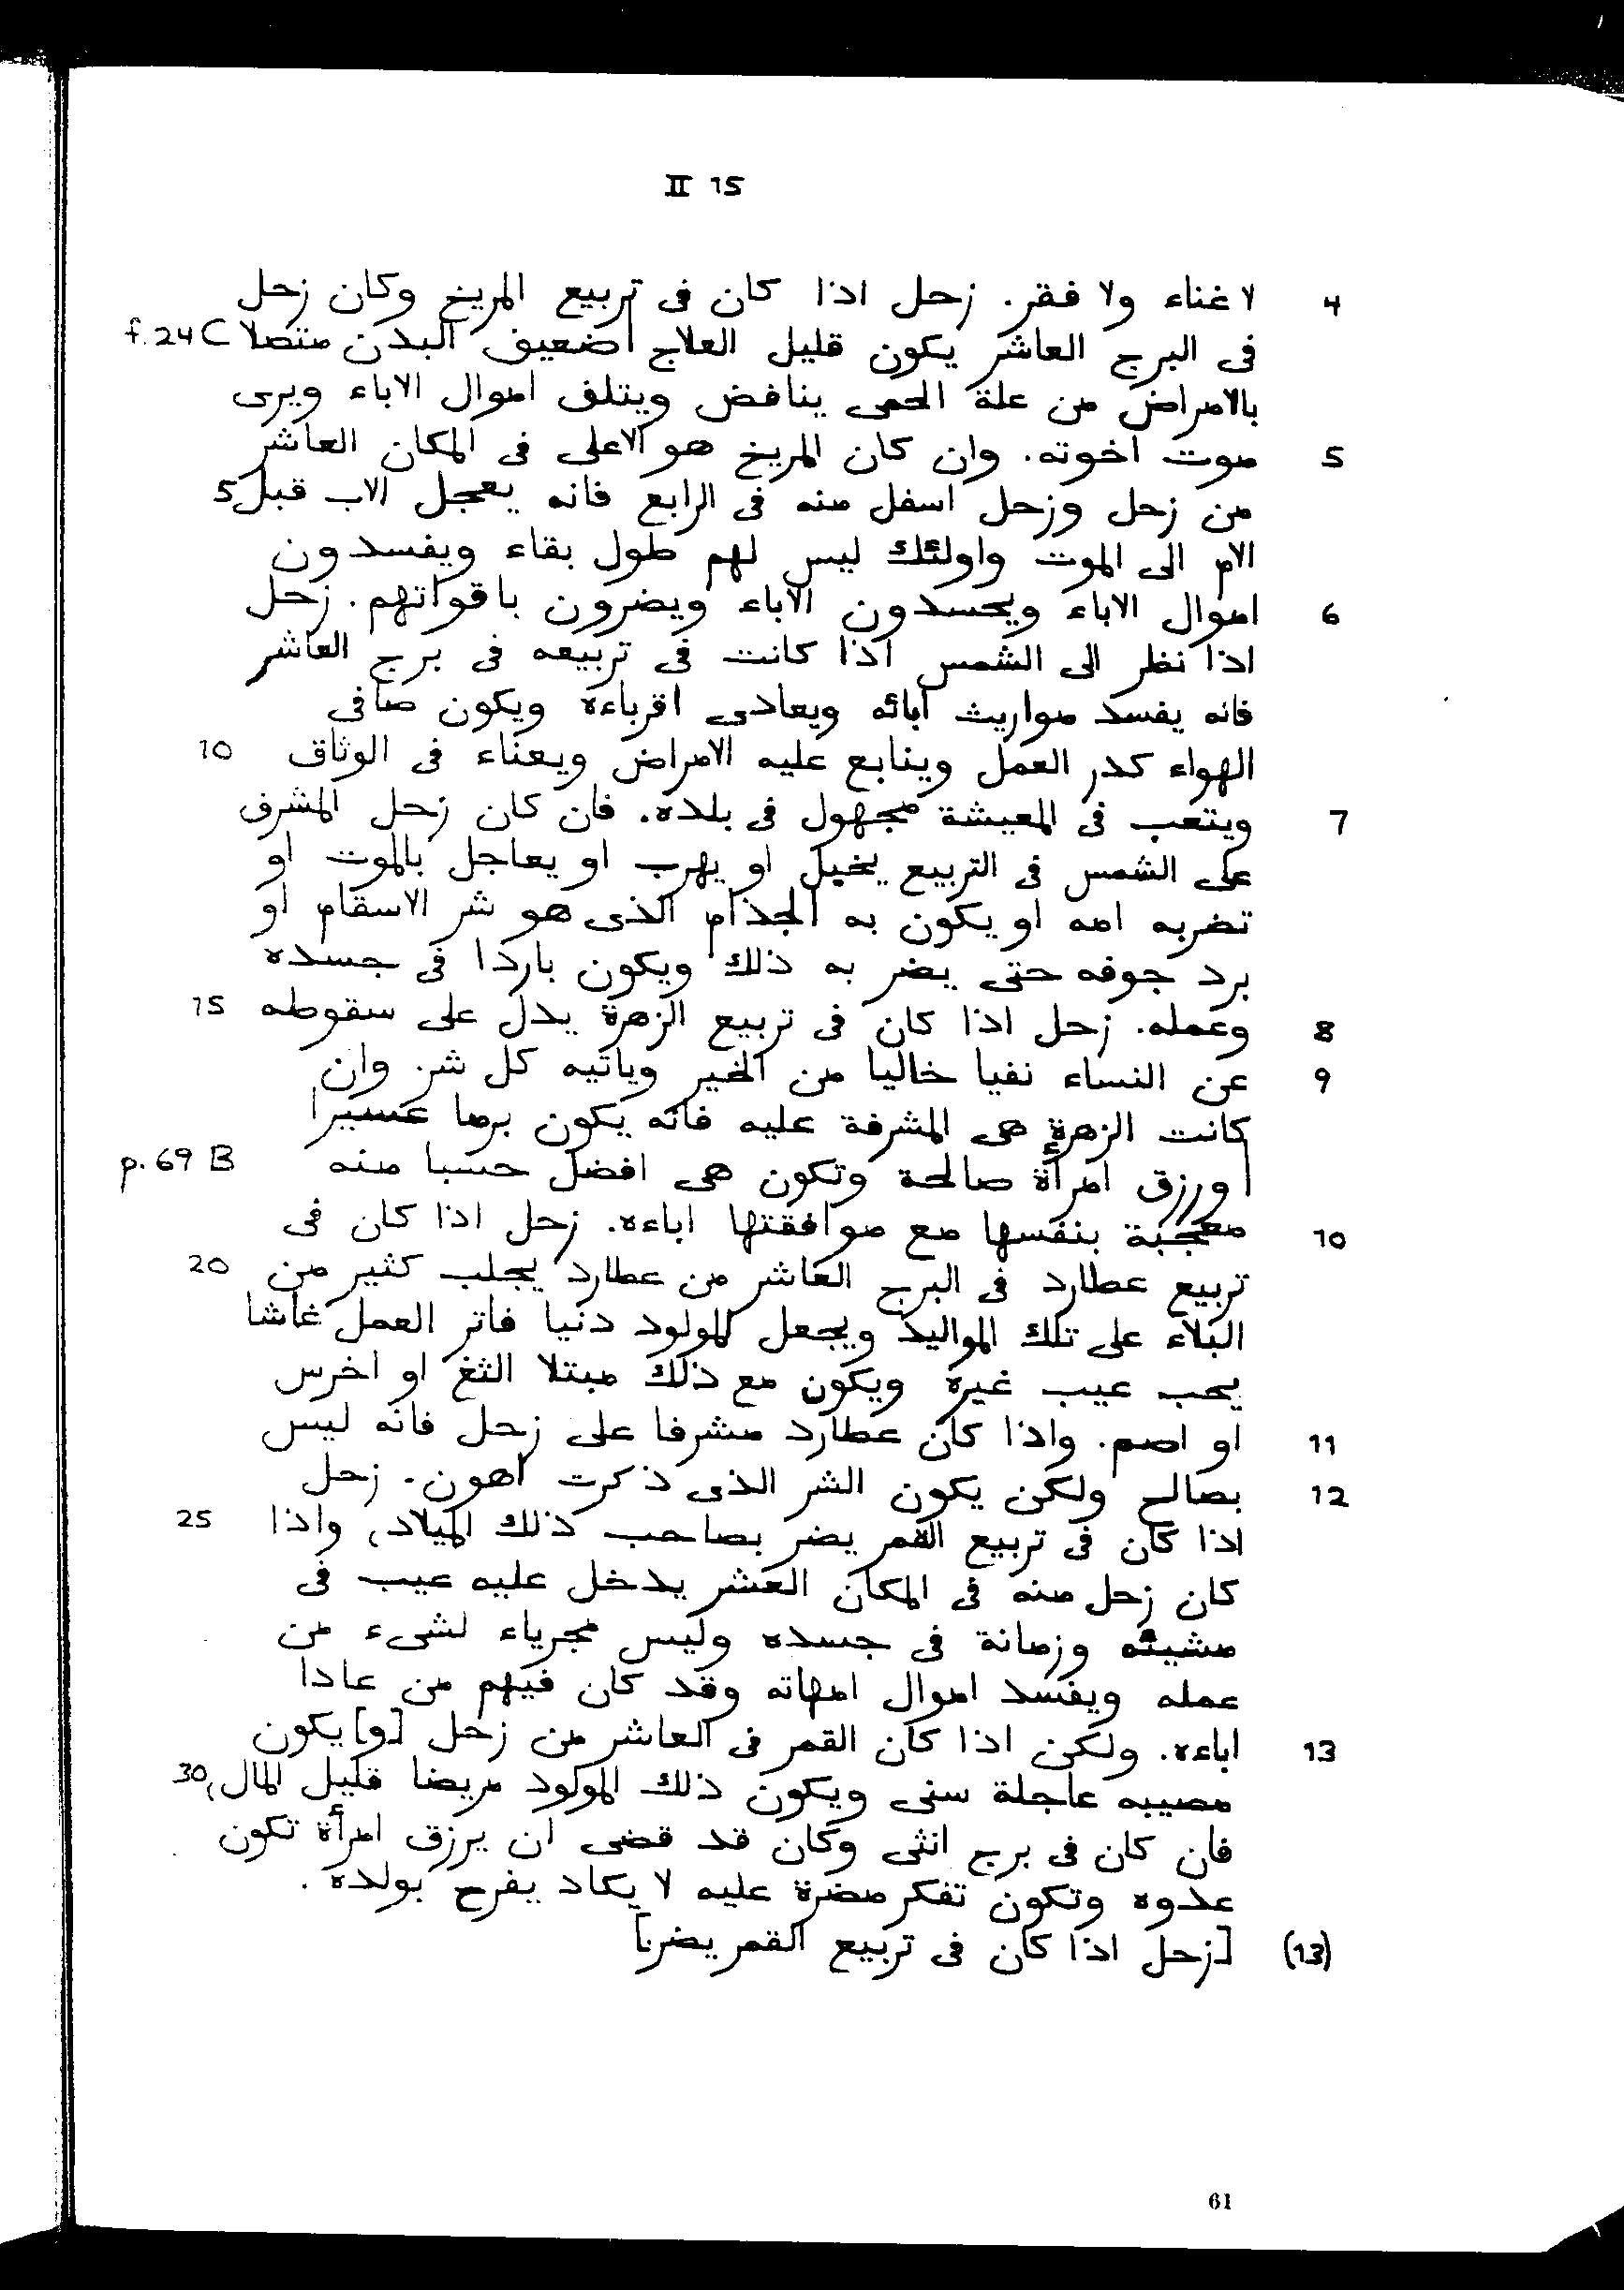 II 15
4 لا غناء ولا فقر. زحل اذا كان فى تربيع المريخ وكان زحل
فى البرج العاشر يكون قليل العلاج | ضعيف البدن متصلا f. 24 C
بالامراض من علة الحمى ينافض ويتلف اموال الاباء ويرى
5 موت اخوته. وان كان المريخ هو الاعلى فى المكان العاشر
من زحل وزحل اسفل منه فى الرابع فانه يعجل الاب قبل 5
الام الى الموت واولئك ليس لهم طول بقاء ويفسدون
6 اموال الاباء ويحسدون الاباء ويضرون باقواتهم. زحل
اذا نظر الى الشمس اذا كانت فى تربيعه فى برج العاشر
فانه يفسد مواريث آبائه ويعادى اقرباءه ويكون صافى
الهواء كدر العمل وينابع عليه الامراض ويعناء فى الوثاق 10
7 ويتعب فى المعيشة مجهول فى بلده. فان كان زحل المشرف
على الشمس فى التربيع يخيل او يهرب او يعاجل بالموت او
تضربه امه او يكون به الجذام الذى هو شر الاسقام او
برد جوفه حتى يضر به ذلك ويكون باردا فى جسده
8 وعمله. زحل اذا كان فى تربيع الزهرة يدل على سقوطه 15
9 عن النساء نفيا خاليا من الخير وياتيه كل شر. وان
كانت الزهرة هى المشرفة عليه فانه يكون برصا عسيرا
| ورزق امرأة صالحة وتكون هى افضل حسبا منه p. 69 B
10 معجبة بنفسها مع موافقتها اباءه. زحل اذا كان فى
تربيع عطارد فى البرج العاشر من عطارد يجلب كثير من 20
البلاء على تلك المواليد ويجعل المولود دنيا فاتر العمل غاشا
يحب عيب غيره ويكون مع ذلك مبتلا الثغ او اخرس
11 او اصم. واذا كان عطارد مشرفا على زحل فانه ليس
12 بصالح ولكن يكون الشر الذى ذكرت اهون. زحل
اذا كان فى تربيع القمر يضر بصاحب ذلك الميلاد، واذا 25
كان زحل منه فى المكان العشر يدخل عليه عيب فى
مشيئه وزمانة فى جسده وليس مجرياء لشىء من
عمله ويفسد اموال امهاته وقد كان فيهم من عادا
13 اباءه. ولكن اذا كان القمر فى العاشر من زحل [و]يكون
مصيبه عاجلة سنى ويكون ذلك المولود مريضا قليل المال، 30
فان كان فى برج انثى وكان قد قضى ان يرزق امرأة تكون
عدوه وتكون تفكر مضرة عليه لا يكاد يفرح بولده.
(13) [زحل اذا كان فى تربيع القمر يضر]
61